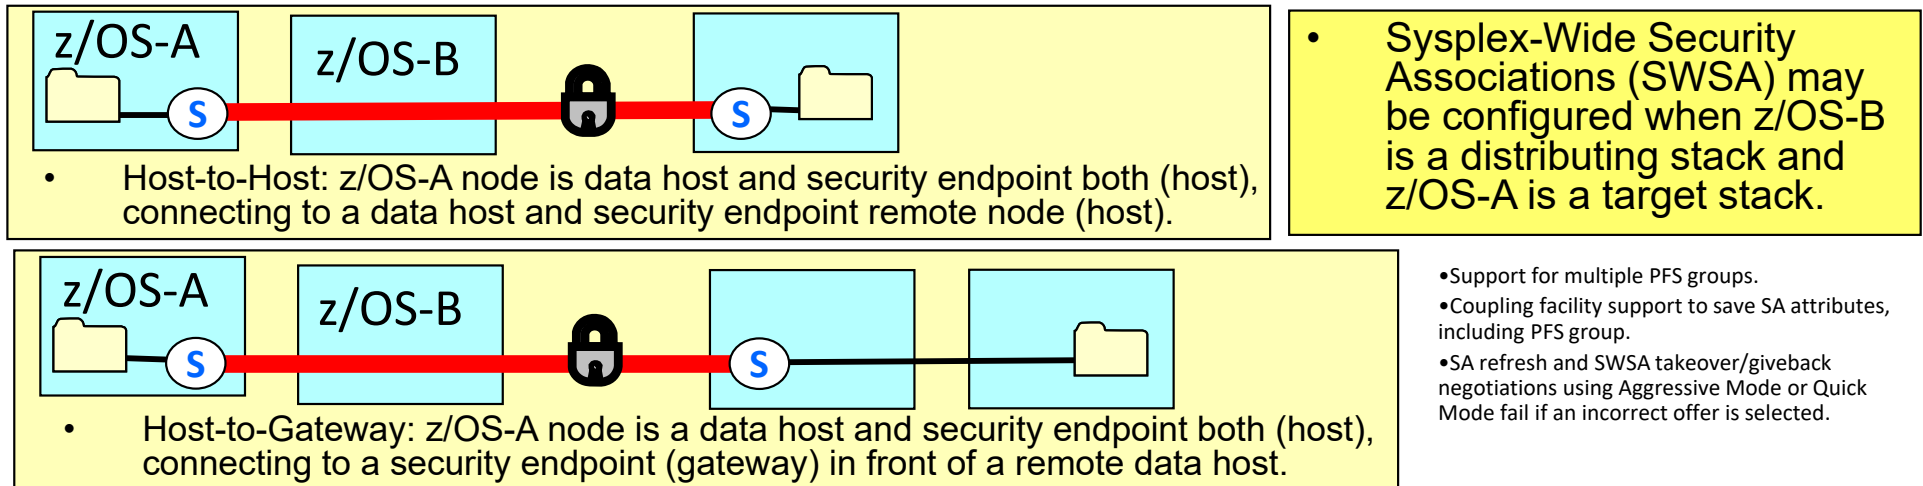 z/OS-A
z/OS-B
S
S
• Host-to-Host: z/OS-A node is data host and security endpoint both (host),
connecting to a data host and security endpoint remote node (host).
• Sysplex-Wide Security
Associations (SWSA) may
be configured when z/OS-B
is a distributing stack and
z/OS-A is a target stack.
z/OS-A
z/OS-B
S
S
• Host-to-Gateway: z/OS-A node is a data host and security endpoint both (host),
connecting to a security endpoint (gateway) in front of a remote data host.
•Support for multiple PFS groups.
•Coupling facility support to save SA attributes,
including PFS group.
•SA refresh and SWSA takeover/giveback
negotiations using Aggressive Mode or Quick
Mode fail if an incorrect offer is selected.